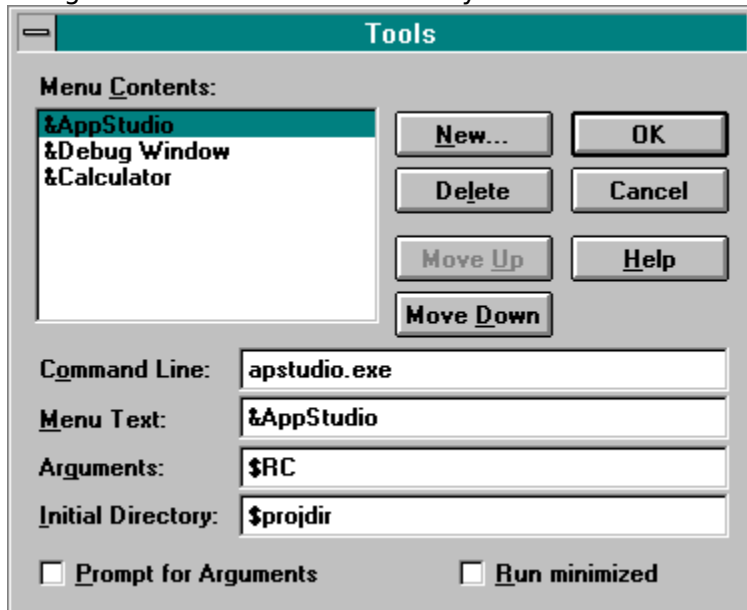 Tools
Menu Contents:
&AppStudio
&Debug Window
&Calculator
New...
OK
Delete
Cancel
Move Up
Help
Move Down
Command Line: apstudio.exe
Menu Text: &AppStudio
Arguments: $RC
Initial Directory: $projdir
Prompt for Arguments
Run minimized